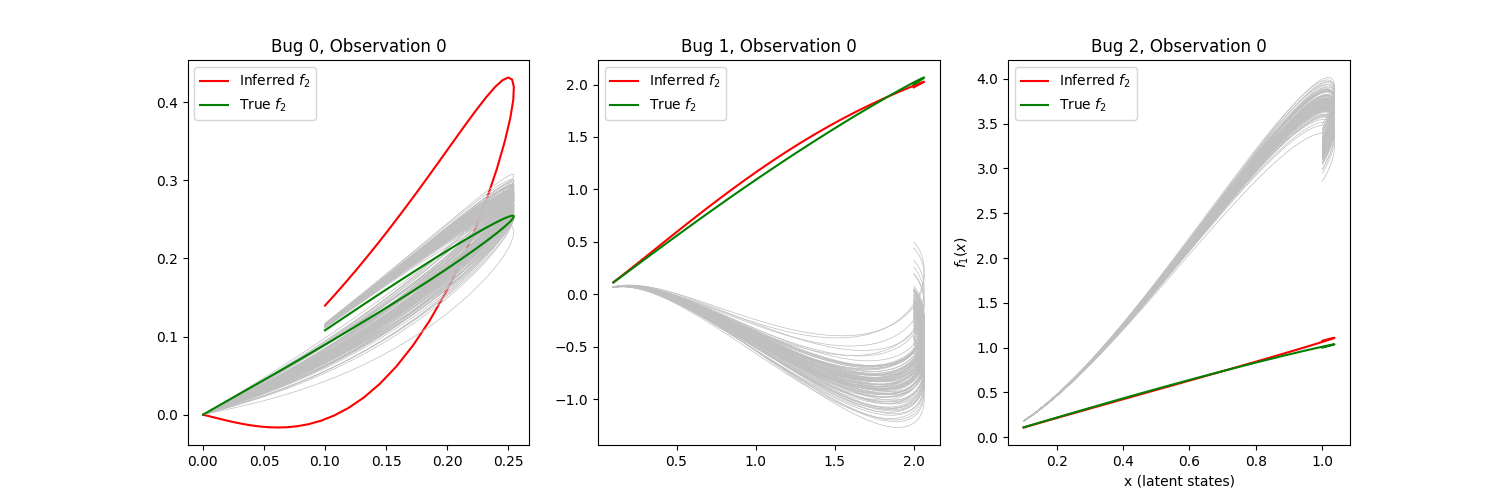 Bug 0, Observation 0
Inferred f₂
True f₂
0.4
0.3
0.2
0.1
0.0
0.00 0.05 0.10 0.15 0.20 0.25
Bug 1, Observation 0
Inferred f₂
True f₂
2.0
1.5
1.0
0.5
0.0
−0.5
−1.0
0.5 1.0 1.5 2.0
Bug 2, Observation 0
Inferred f₂
True f₂
f₁(x)
4.0
3.5
3.0
2.5
2.0
1.5
1.0
0.5
0.0
0.2 0.4 0.6 0.8 1.0
x (latent states)